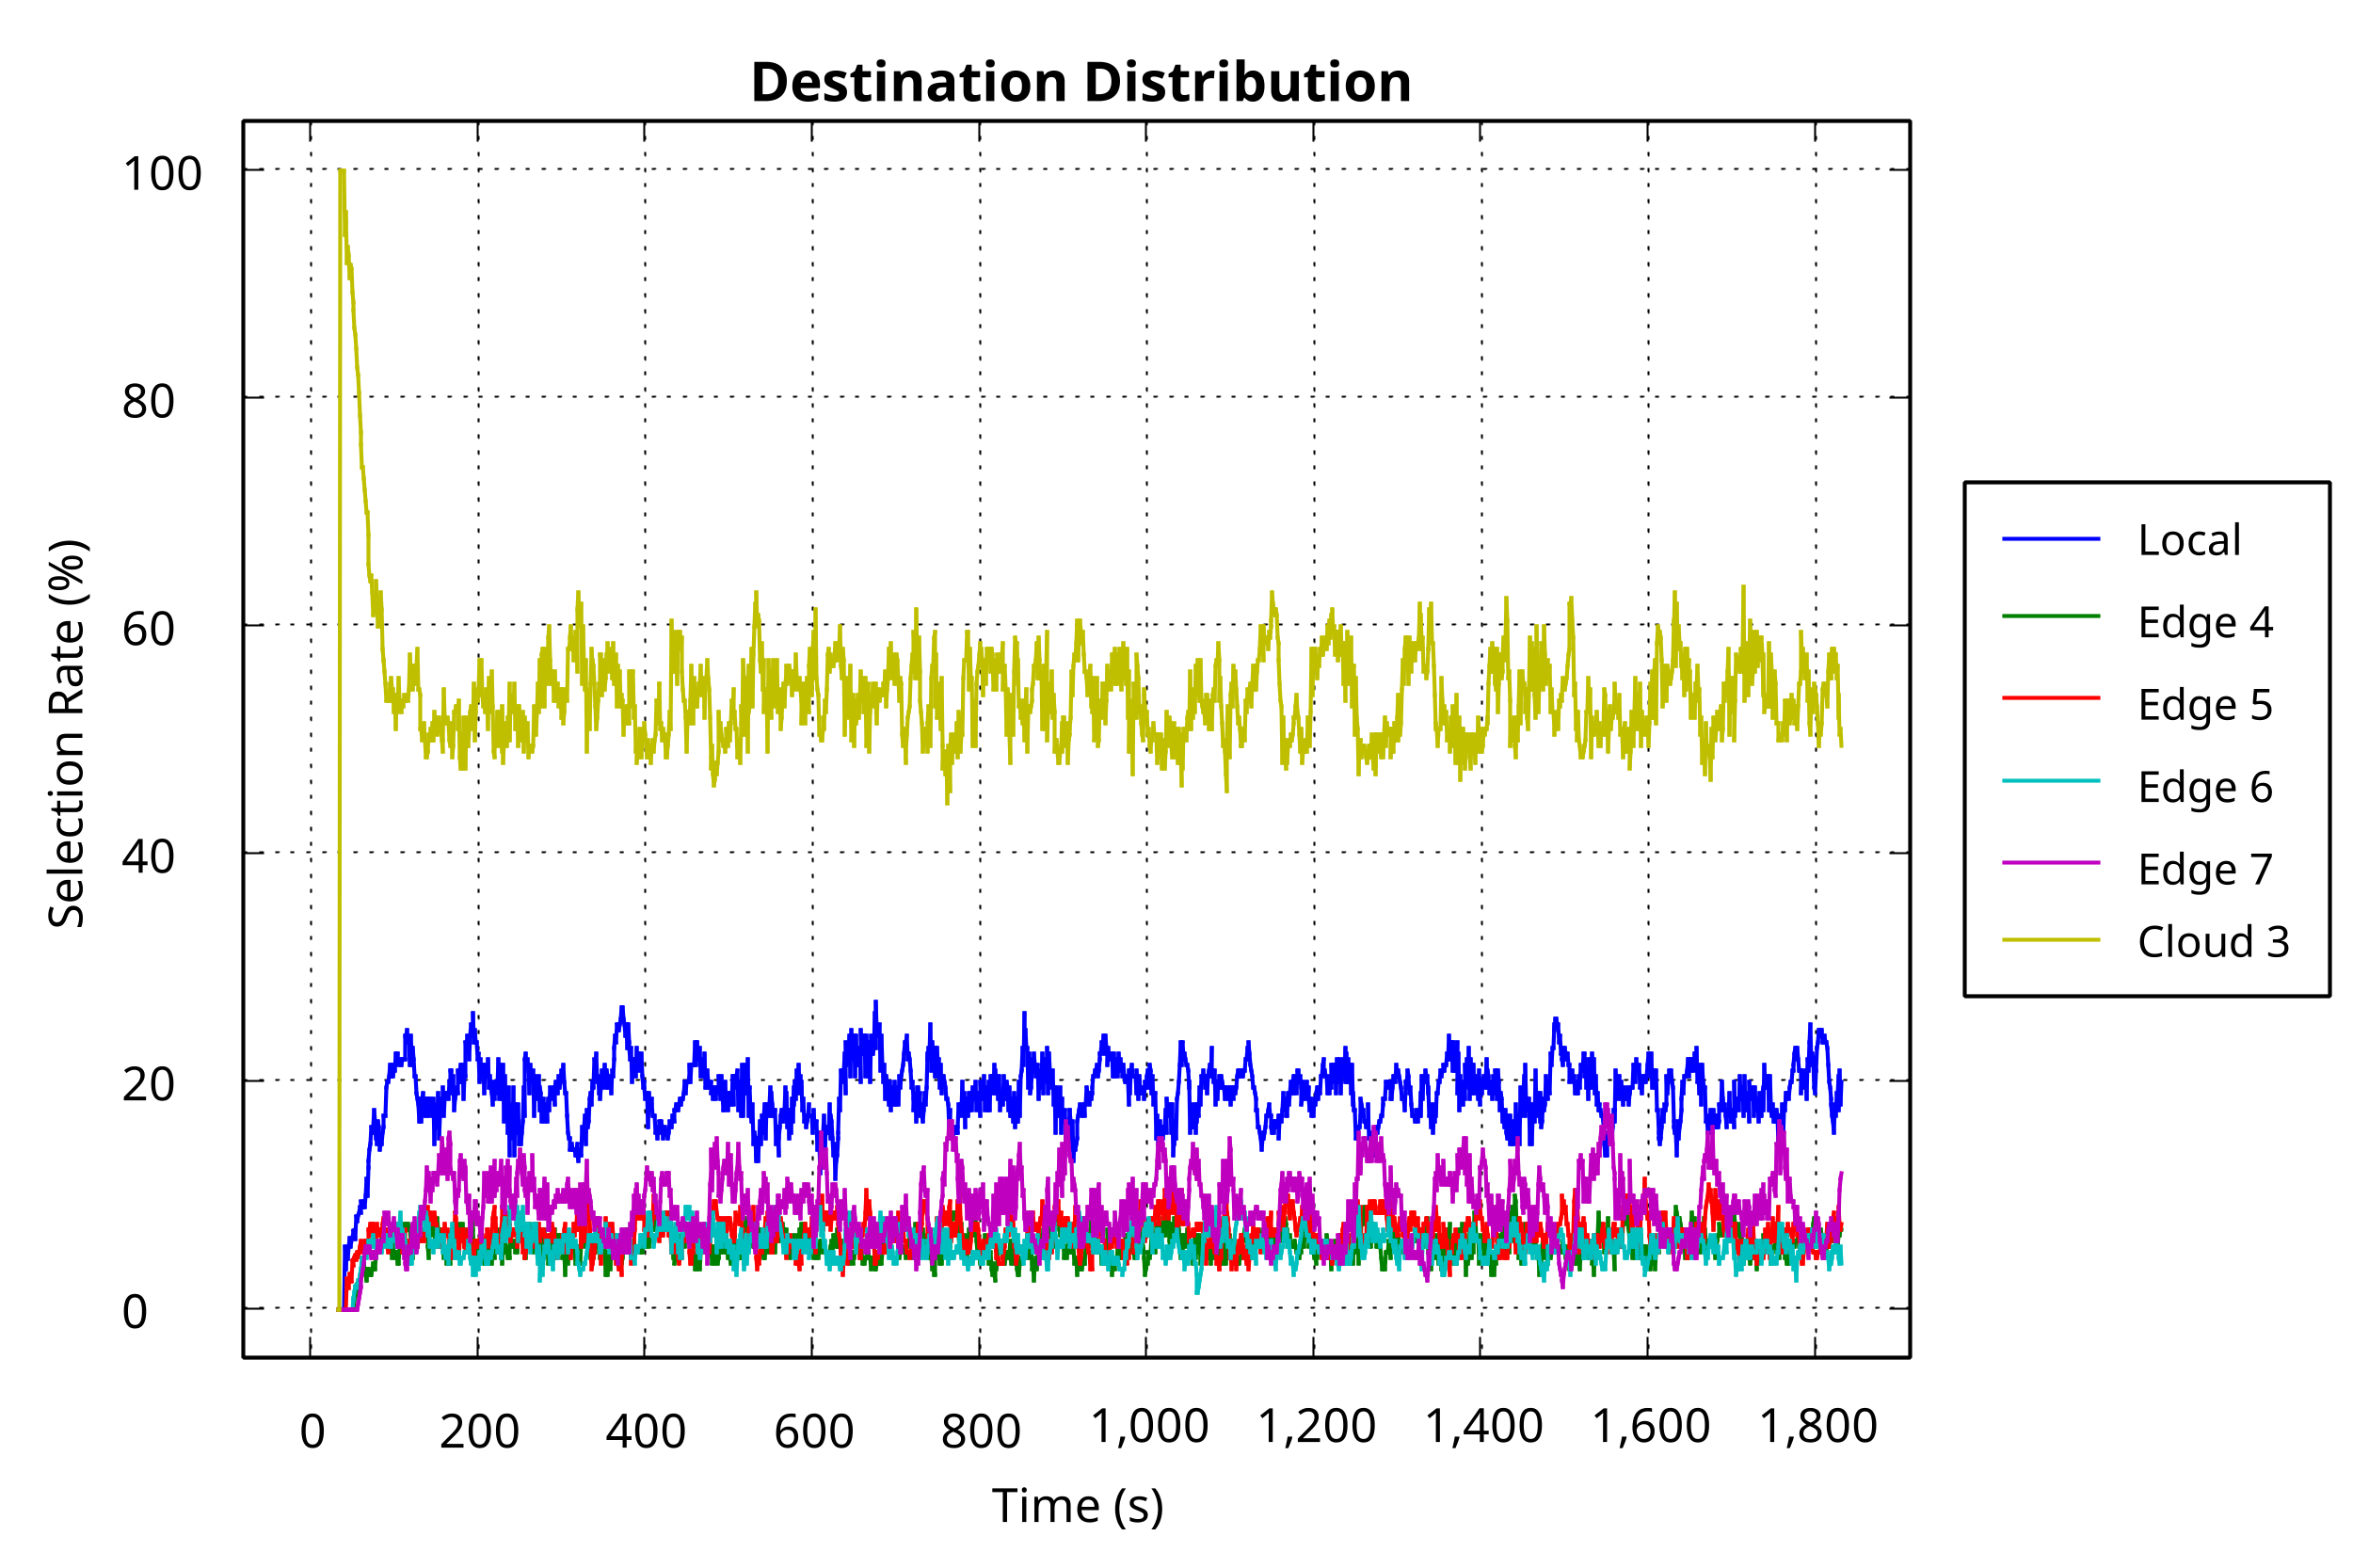 Destination Distribution
100
80
60
40
20
0
Selection Rate (%)
0 200 400 600 800 1,000 1,200 1,400 1,600 1,800
Time (s)
Local
Edge 4
Edge 5
Edge 6
Edge 7
Cloud 3